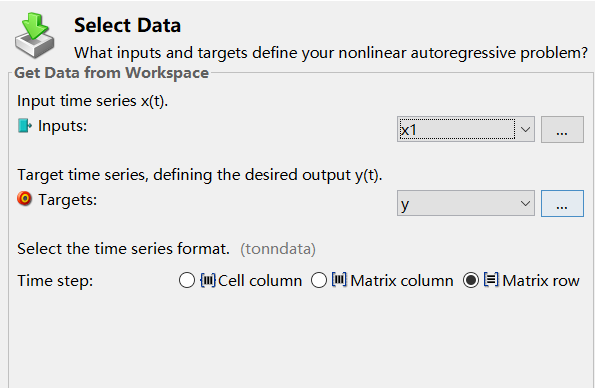 Select Data
What inputs and targets define your nonlinear autoregressive problem?
Get Data from Workspace
Input time series x(t).
Inputs:
x1
...
Target time series, defining the desired output y(t).
Targets:
y
...
Select the time series format. (tonndata)
Time step: Cell column Matrix column Matrix row